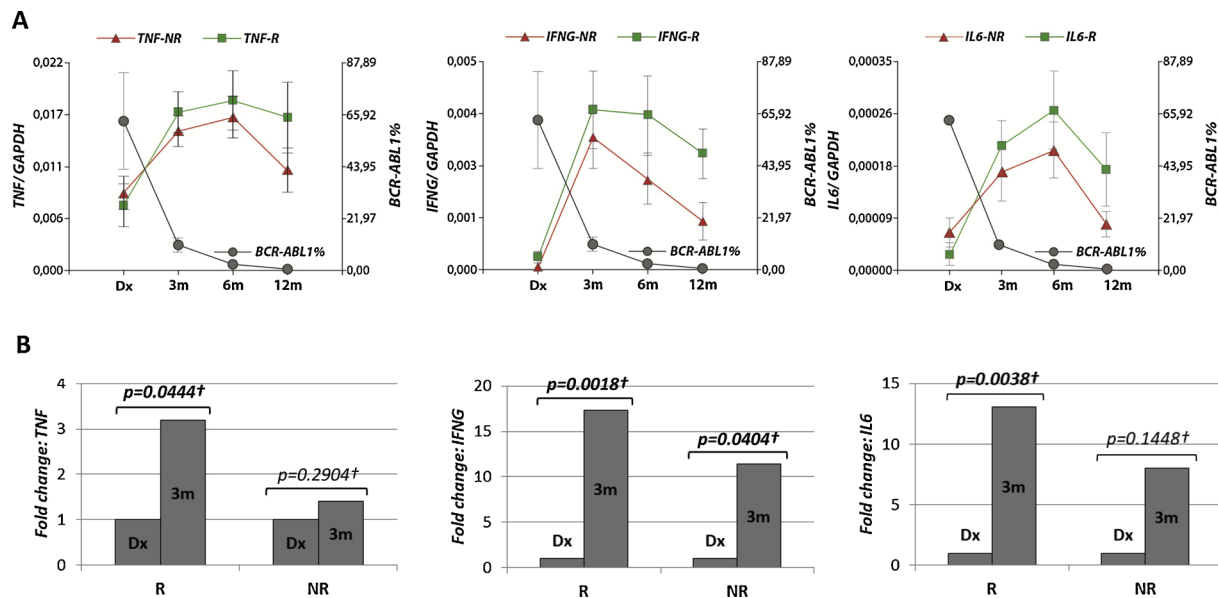 A
TNF-NR TNF-R
0,022
0,017
0,011
0,006
0,000
TNF/ GAPDH
87,89
65,92
43,95
21,97
0,00
BCR-ABL1%
BCR-ABL1%
Dx 3m 6m 12m
IFNG-NR IFNG-R
0,005
0,004
0,003
0,001
0,000
IFNG/ GAPDH
87,89
65,92
43,95
21,97
0,00
BCR-ABL1%
BCR-ABL1%
Dx 3m 6m 12m
IL6-NR IL6-R
0,00035
0,00026
0,00018
0,00009
0,00000
IL6/ GAPDH
87,89
65,92
43,95
21,97
0,00
BCR-ABL1%
BCR-ABL1%
Dx 3m 6m 12m
B
Fold change: TNF
4
3
2
1
0
p=0.0444†
p=0.2904†
Dx 3m Dx 3m
R NR
Fold change: IFNG
20
15
10
5
0
p=0.0018†
p=0.0404†
Dx 3m Dx 3m
R NR
Fold change: IL6
15
10
5
0
p=0.0038†
p=0.1448†
Dx 3m Dx 3m
R NR